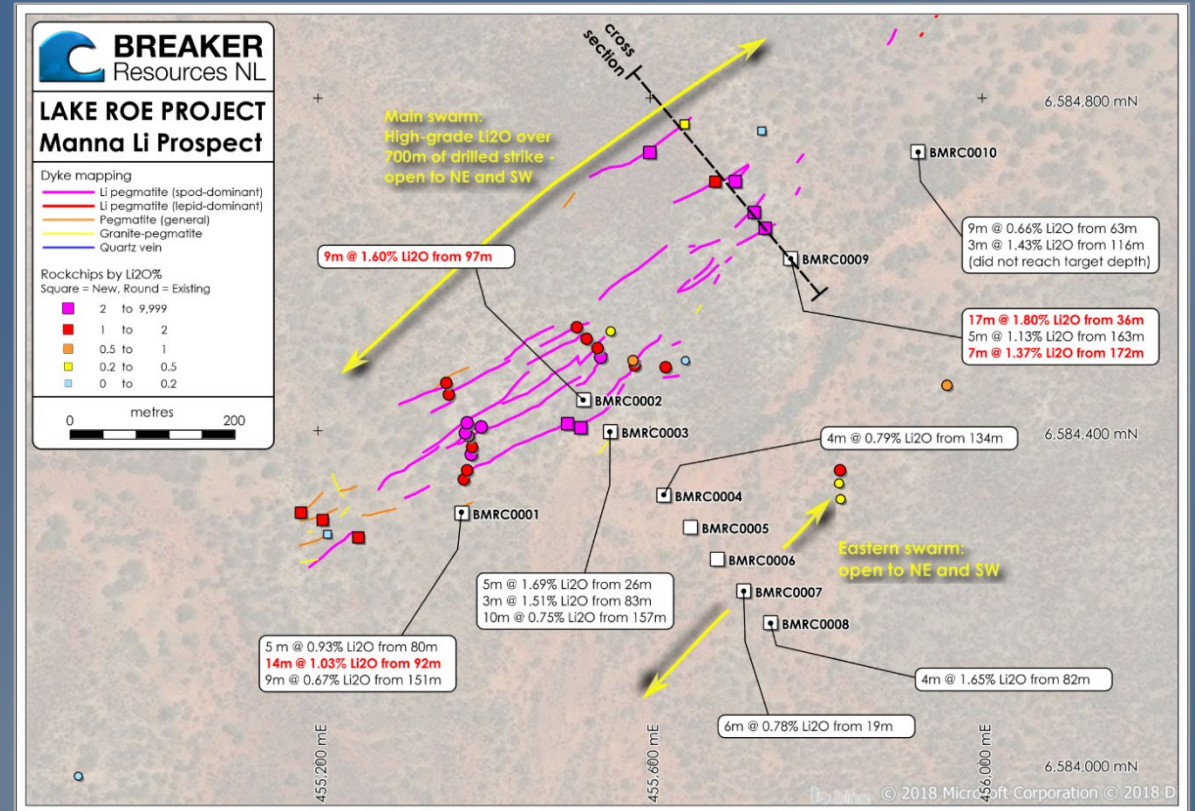 BREAKER
Resources NL
LAKE ROE PROJECT
Manna Li Prospect
Dyke mapping
Li pegmatite (spod-dominant)
Li pegmatite (lepid-dominant)
Pegmatite (general)
Granite-pegmatite
Quartz vein
Rockchips by Li2O%
Square = New, Round = Existing
2 to 9,999
1 to 2
0.5 to 1
0.2 to 0.5
0 to 0.2
metres
0 200
cross
section
Main swarm:
High-grade Li2O over
700m of drilled strike -
open to NE and SW
6,584,800 mN
BMRC0010
9m @ 0.66% Li2O from 63m
3m @ 1.43% Li2O from 116m
(did not reach target depth)
9m @ 1.60% Li2O from 97m
BMRC0009
17m @ 1.80% Li2O from 36m
5m @ 1.13% Li2O from 163m
7m @ 1.37% Li2O from 172m
BMRC0002
BMRC0003
6,584,400 mN
4m @ 0.79% Li2O from 134m
BMRC0004
BMRC0001
BMRC0005
BMRC0006
Eastern swarm:
open to NE and SW
BMRC0007
BMRC0008
5m @ 1.69% Li2O from 26m
3m @ 1.51% Li2O from 83m
10m @ 0.75% Li2O from 157m
5 m @ 0.93% Li2O from 80m
14m @ 1.03% Li2O from 92m
9m @ 0.67% Li2O from 151m
4m @ 1.65% Li2O from 82m
6m @ 0.78% Li2O from 19m
455,200 mE
455,600 mE
456,000 mE
6,584,000 mN
© 2018 Microsoft Corporation © 2018 D